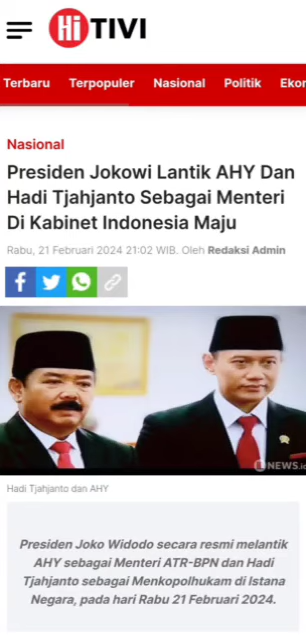 Hi TIVI
Terbaru Terpopuler Nasional Politik Ekon
Nasional
Presiden Jokowi Lantik AHY Dan
Hadi Tjahjanto Sebagai Menteri
Di Kabinet Indonesia Maju
Rabu, 21 Februari 2024 21:02 WIB. Oleh Redaksi Admin
NEWS.id
Hadi Tjahjanto dan AHY
Presiden Joko Widodo secara resmi melantik
AHY sebagai Menteri ATR-BPN dan Hadi
Tjahjanto sebagai Menkopolhukam di Istana
Negara, pada hari Rabu 21 Februari 2024.